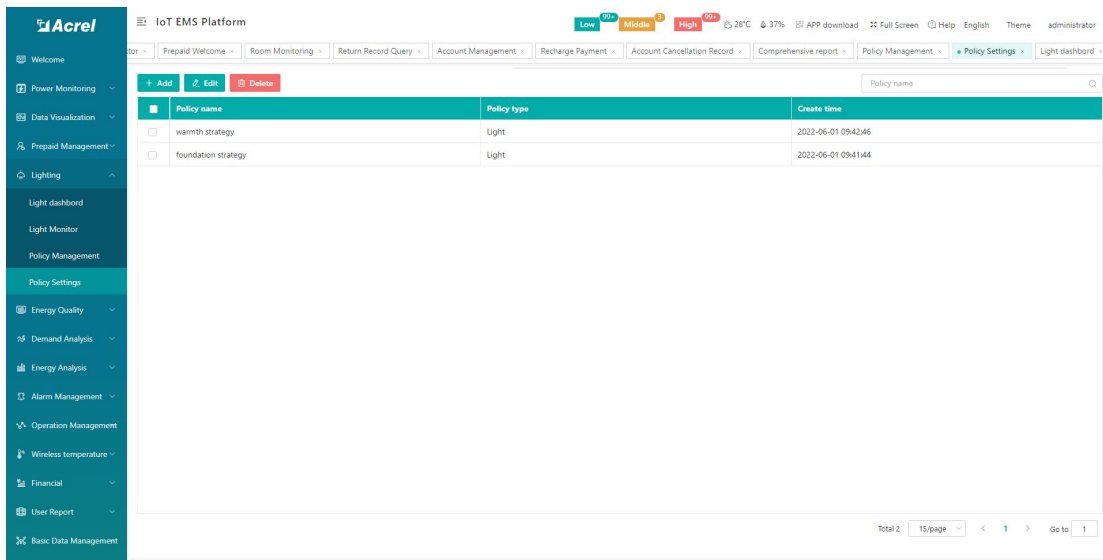 Acrel
IoT EMS Platform
Low 99+ Middle 3 High 99+ 28℃ 37% APP download Full Screen Help English Theme administrator
tor × Prepaid Welcome × Room Monitoring × Return Record Query × Account Management × Recharge Payment × Account Cancellation Record × Comprehensive report × Policy Management × Policy Settings × Light dashbord ×
Welcome
Power Monitoring
Data Visualization
Prepaid Management
Lighting
Light dashbord
Light Monitor
Policy Management
Policy Settings
Energy Quality
Demand Analysis
Energy Analysis
Alarm Management
Operation Management
Wireless temperature
Financial
User Report
Basic Data Management
+ Add Edit Delete Policy name
Policy name Policy type Create time
warmth strategy Light 2022-06-01 09:42:46
foundation strategy Light 2022-06-01 09:41:44
Total 2 15/page < 1 > Go to 1